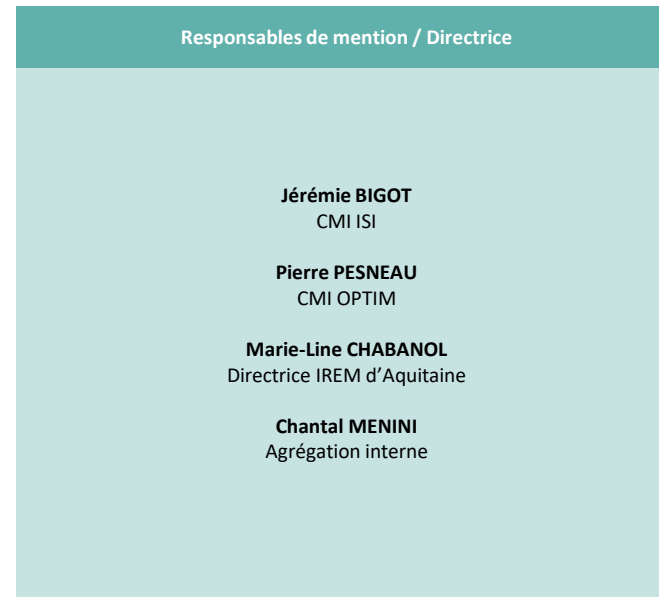 Responsables de mention / Directrice
Jérémie BIGOT
CMI ISI
Pierre PESNEAU
CMI OPTIM
Marie-Line CHABANOL
Directrice IREM d’Aquitaine
Chantal MENINI
Agrégation interne